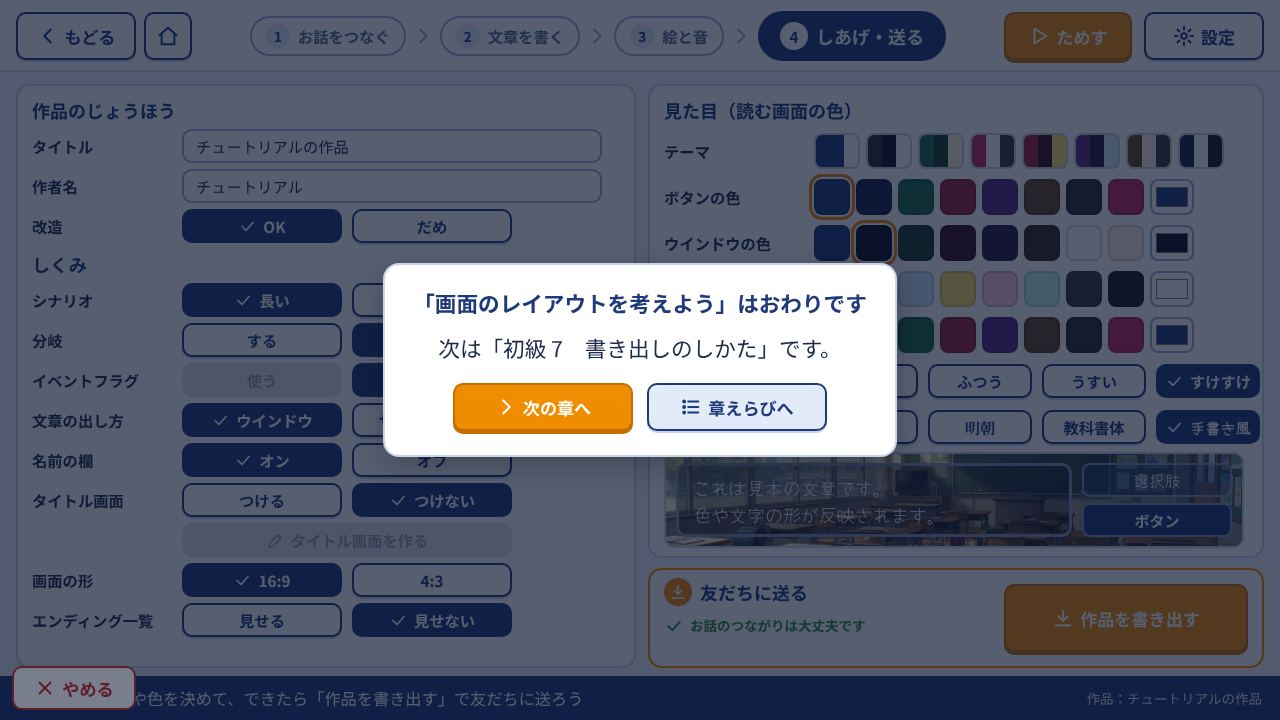 もどる
1 お話をつなぐ
2 文章を書く
3 絵と音
4 しあげ・送る
ためす
設定
作品のじょうほう
タイトル
チュートリアルの作品
作者名
チュートリアル
改造
OK
だめ
しくみ
シナリオ
長い
分岐
する
イベントフラグ
使う
文章の出し方
ウインドウ
名前の欄
オン
オフ
タイトル画面
つける
つけない
タイトル画面を作る
画面の形
16:9
4:3
エンディング一覧
見せる
見せない
見た目（読む画面の色）
テーマ
ボタンの色
ウインドウの色
ふつう
うすい
すけすけ
明朝
教科書体
手書き風
これは見本の文章です。
色や文字の形が反映されます。
選択肢
ボタン
友だちに送る
お話のつながりは大丈夫です
作品を書き出す
「画面のレイアウトを考えよう」はおわりです
次は「初級７　書き出しのしかた」です。
次の章へ
章えらびへ
やめる
や色を決めて、できたら「作品を書き出す」で友だちに送ろう
作品：チュートリアルの作品